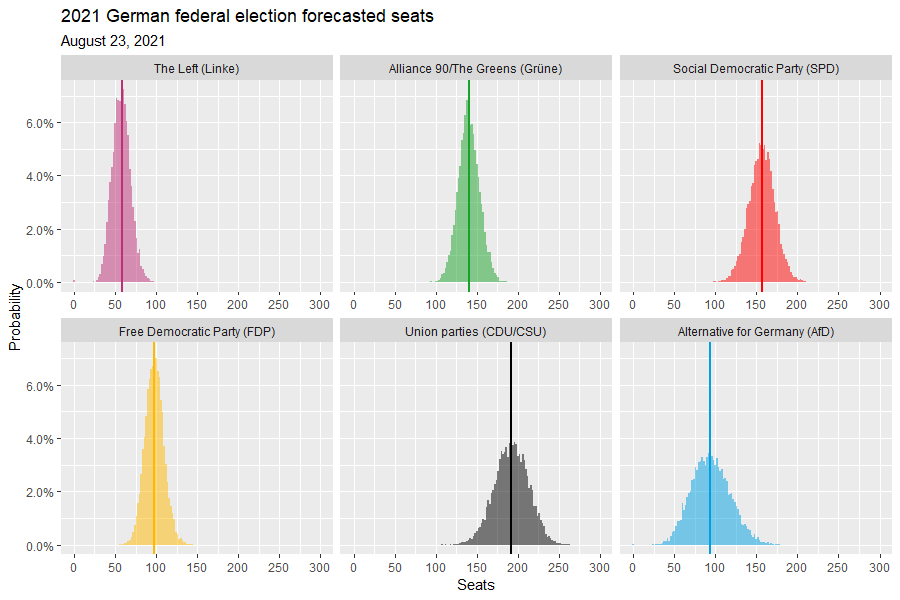 2021 German federal election forecasted seats
August 23, 2021
The Left (Linke) Alliance 90/The Greens (Grüne) Social Democratic Party (SPD)
6.0%
4.0%
2.0%
0.0%
0 50 100 150 200 250 300 0 50 100 150 200 250 300 0 50 100 150 200 250 300
Probability
Free Democratic Party (FDP) Union parties (CDU/CSU) Alternative for Germany (AfD)
6.0%
4.0%
2.0%
0.0%
0 50 100 150 200 250 300 0 50 100 150 200 250 300 0 50 100 150 200 250 300
Seats